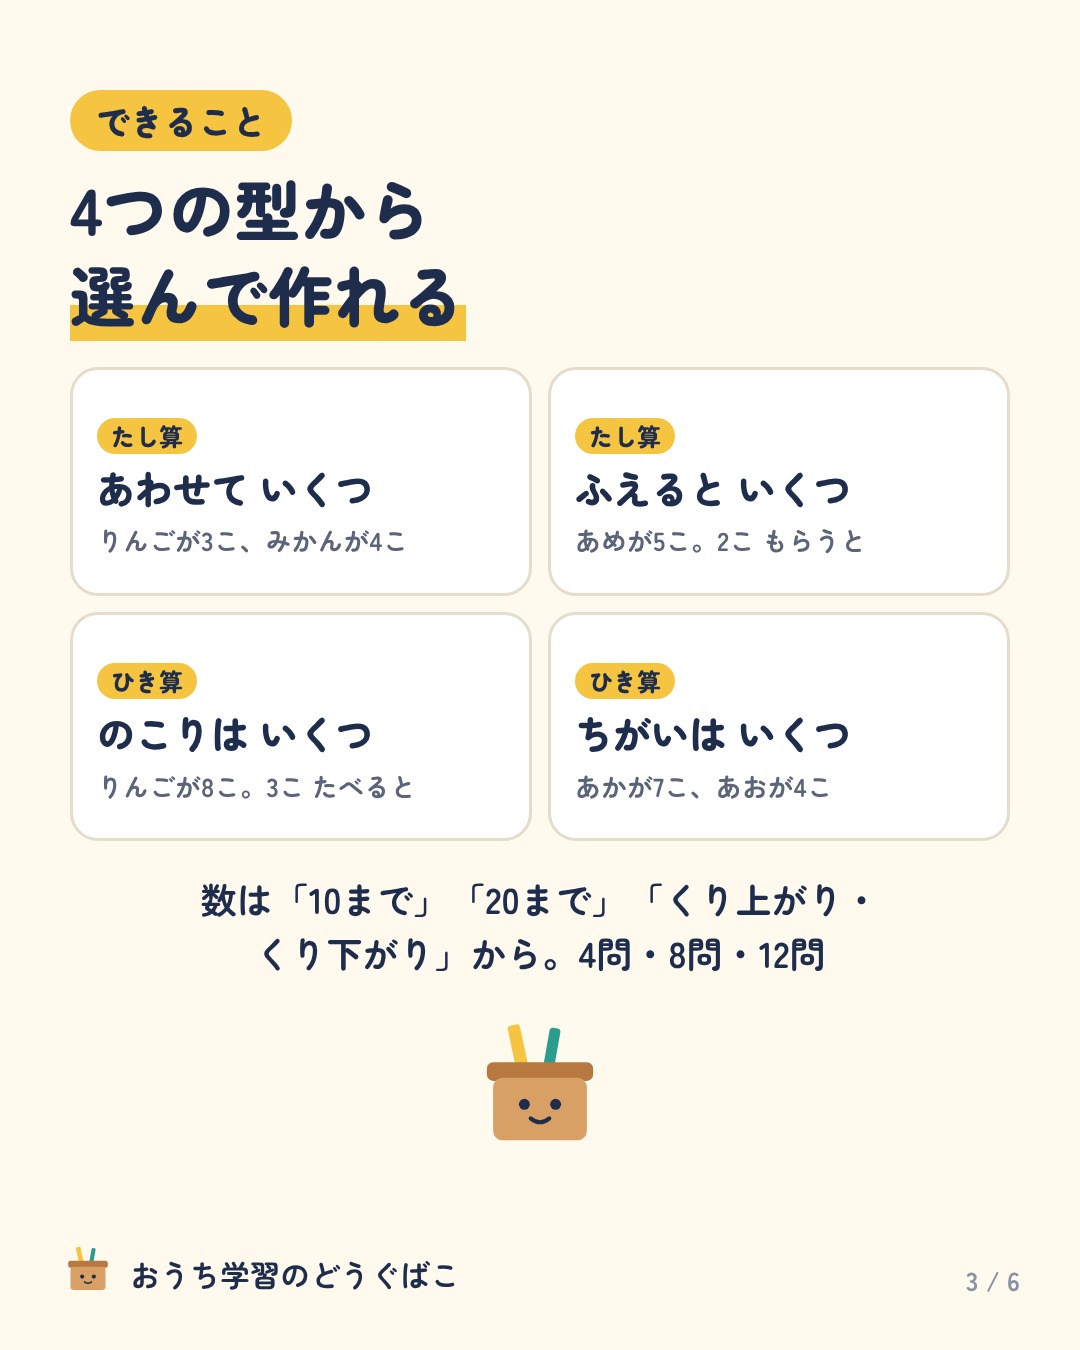 できること
4つの型から
選んで作れる
たし算
あわせて いくつ
りんごが3こ、みかんが4こ
たし算
ふえると いくつ
あめが5こ。2こ もらうと
ひき算
のこりは いくつ
りんごが8こ。3こ たべると
ひき算
ちがいは いくつ
あかが7こ、あおが4こ
数は「10まで」「20まで」「くり上がり・
くり下がり」から。4問・8問・12問
おうち学習のどうぐばこ
3 / 6